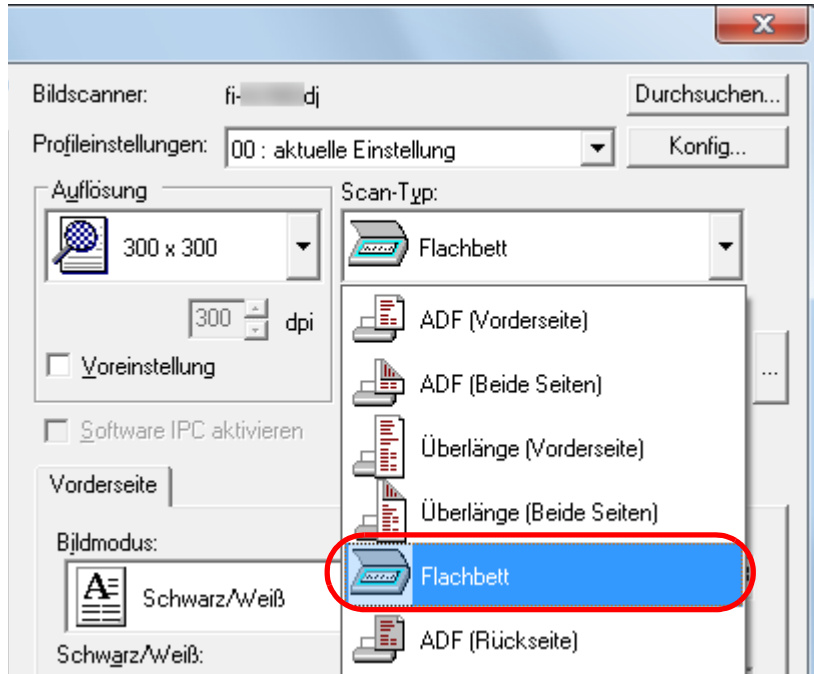 Bildscanner: fi- dj Durchsuchen...
Profileinstellungen: 00 : aktuelle Einstellung Konfig...
Auflösung Scan-Typ:
300 x 300 Flachbett
300 dpi ADF (Vorderseite)
Voreinstellung ...
ADF (Beide Seiten)
Software IPC aktivieren Überlänge (Vorderseite)
Vorderseite Überlänge (Beide Seiten)
Bildmodus:
Schwarz/Weiß Flachbett
Schwarz/Weiß: ADF (Rückseite)